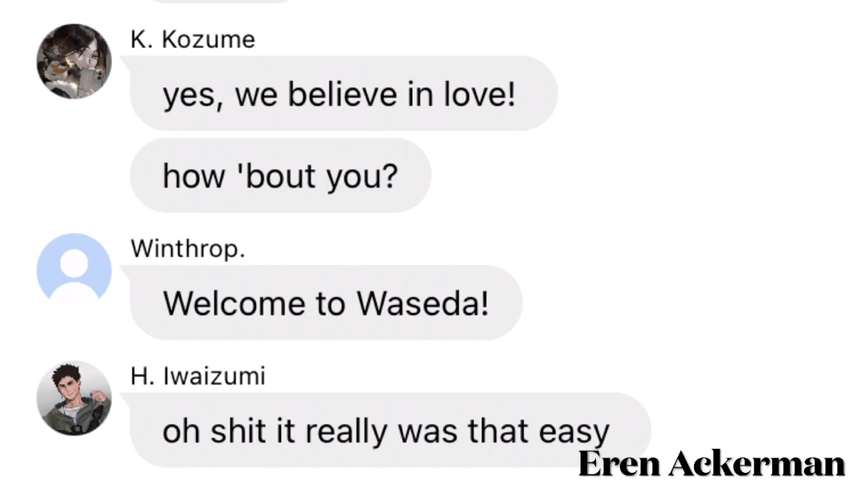 K. Kozume
yes, we believe in love!
how 'bout you?
Winthrop.
Welcome to Waseda!
H. Iwaizumi
oh shit it really was that easy
Eren Ackerman